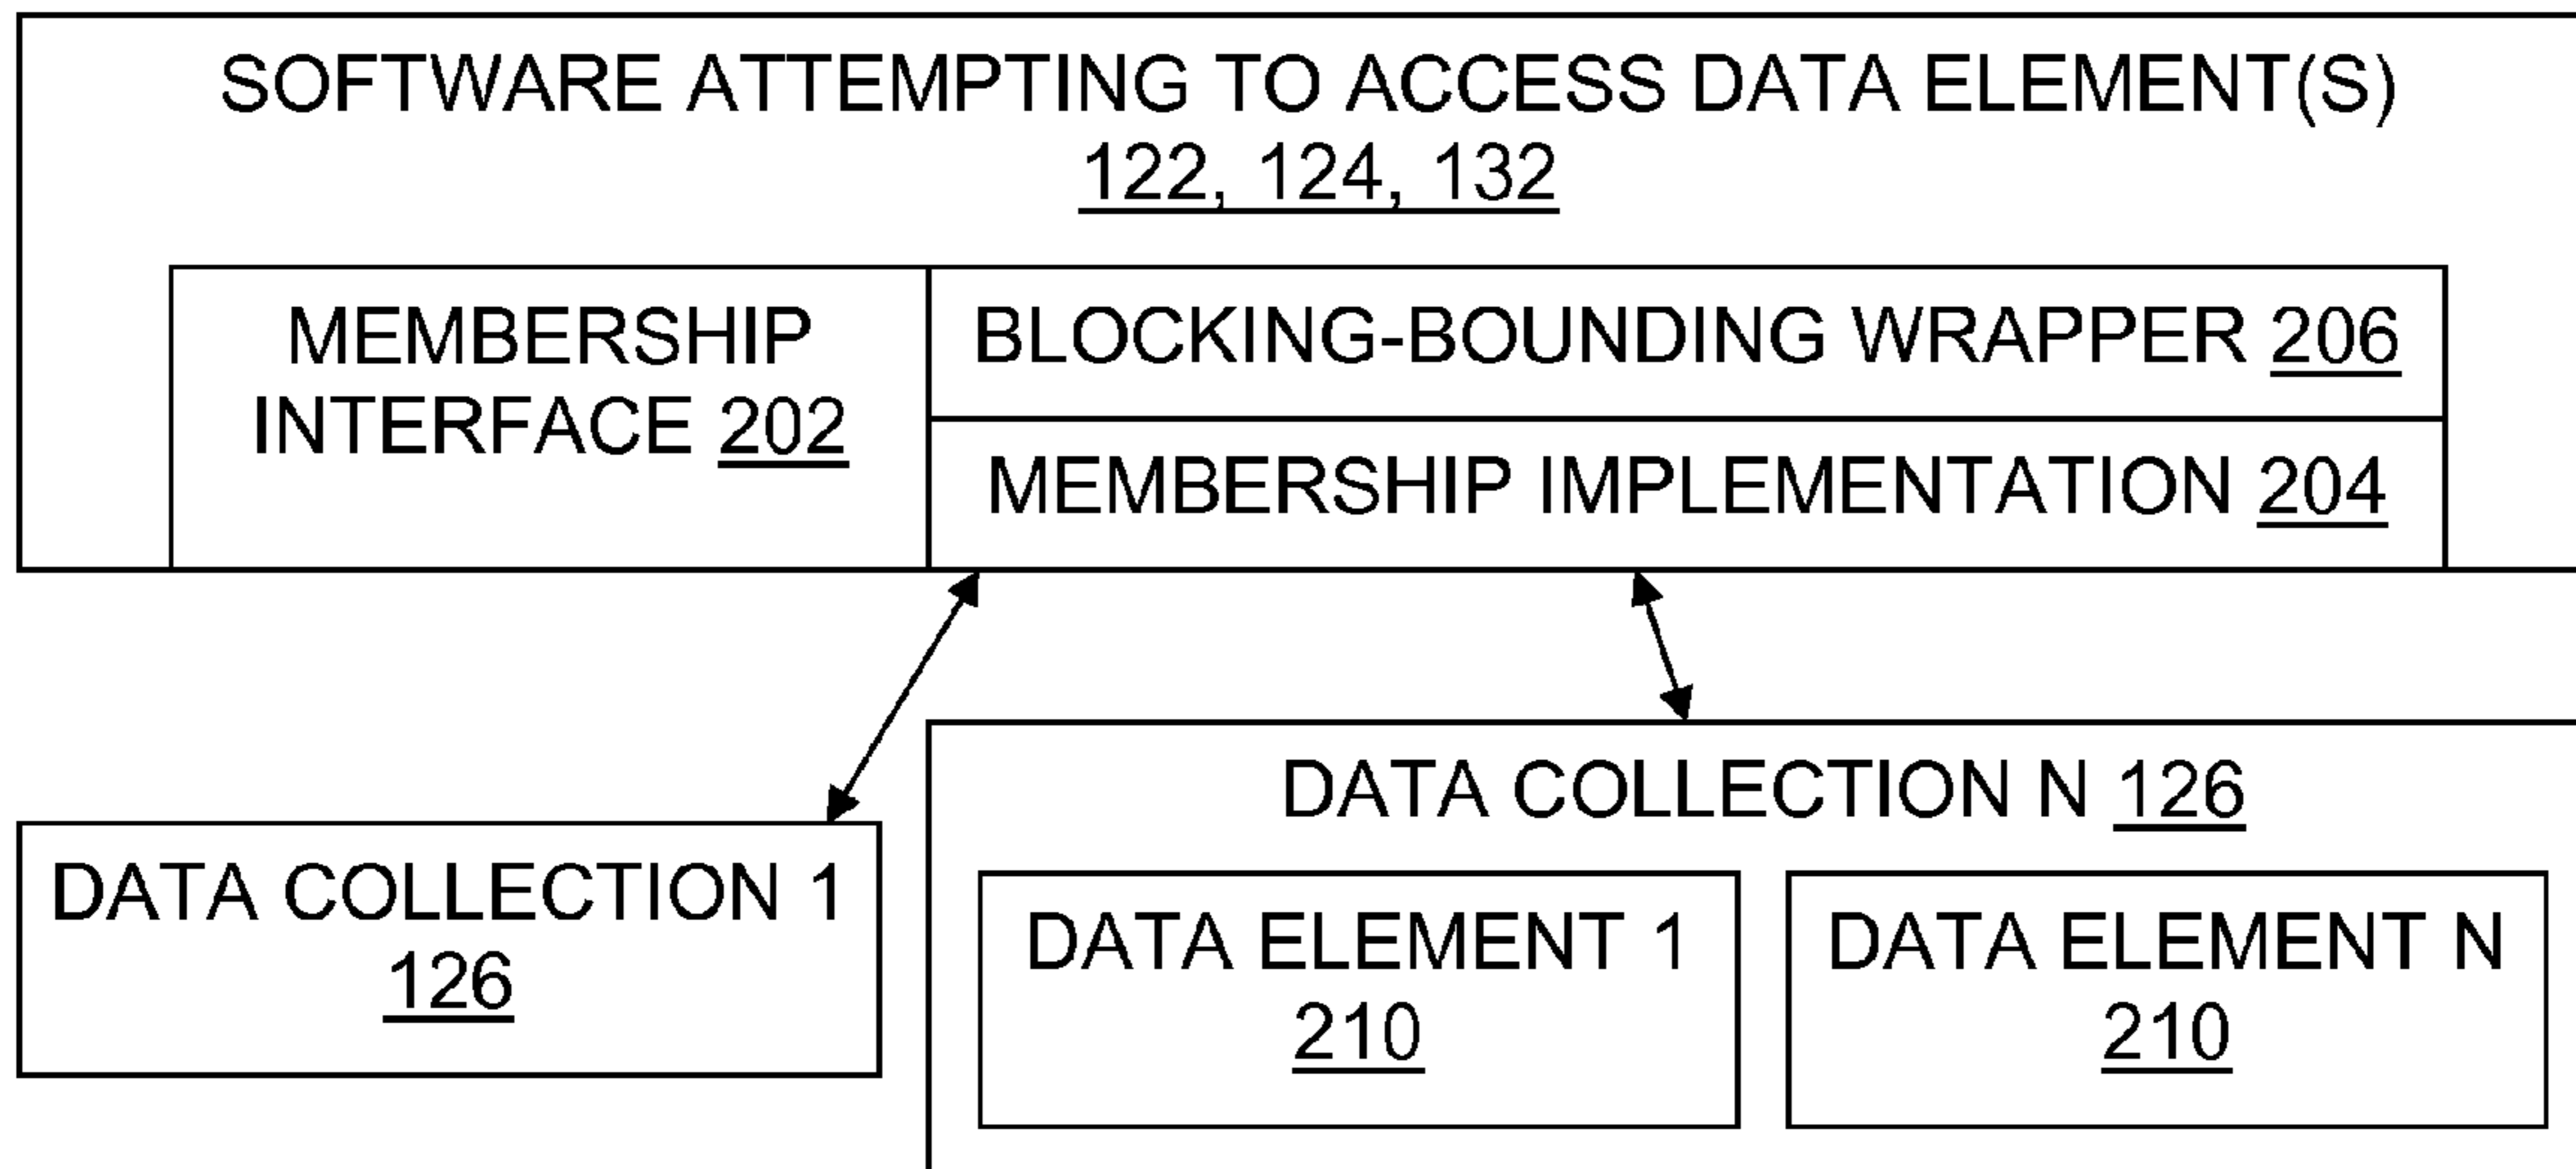 SOFTWARE ATTEMPTING TO ACCESS DATA ELEMENT(S)
122, 124, 132
MEMBERSHIP
INTERFACE 202
BLOCKING-BOUNDING WRAPPER 206
MEMBERSHIP IMPLEMENTATION 204
DATA COLLECTION 1
126
DATA COLLECTION N 126
DATA ELEMENT 1
210
DATA ELEMENT N
210